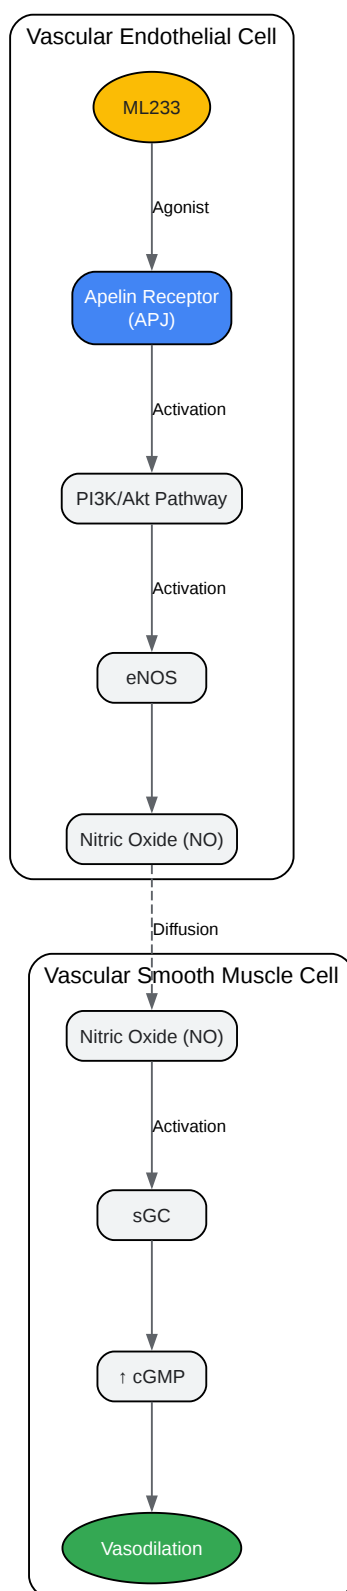 Vascular Endothelial Cell
ML233
Agonist
Apelin Receptor
(APJ)
Activation
PI3K/Akt Pathway
Activation
eNOS
Nitric Oxide (NO)
Diffusion
Vascular Smooth Muscle Cell
Nitric Oxide (NO)
Activation
sGC
↑ cGMP
Vasodilation